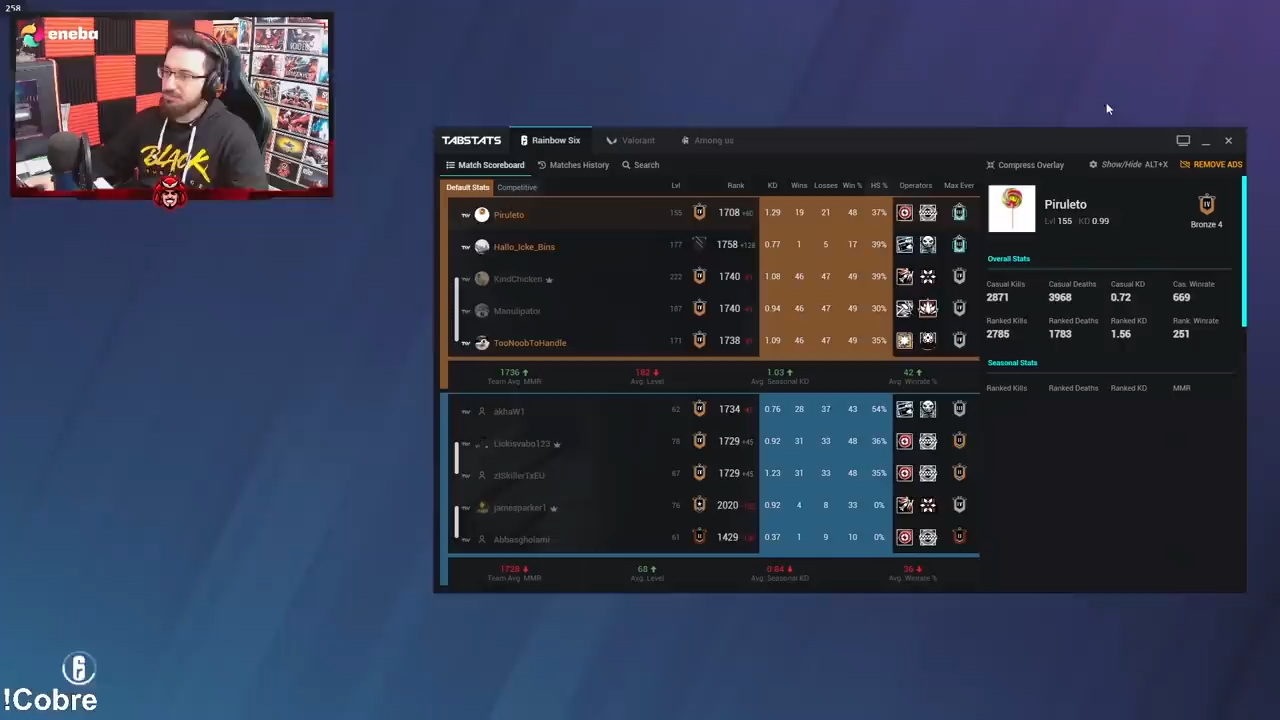 258
eneba
BLACK
TABSTATS Rainbow Six Valorant Among us
Match Scoreboard Matches History Search Compress Overlay Show/Hide ALT+X REMOVE ADS
Default Stats Competitive Lvl Rank KD Wins Losses Win % HS % Operators Max Ever
Piruleto 155 1708 +60 1.29 19 21 48 37%
Hallo_Icke_Bins 177 1758 +128 0.77 1 5 17 39%
KindChicken 222 1740 1.08 46 47 49 39%
Maoulipator 187 1740 0.94 46 47 49 30%
TooNoobToHandle 171 1738 1.09 46 47 49 35%
1736 182 1.03 42
Team Avg. MMR Avg. Level Avg. Seasonal KD Avg. Winrate %
akhaW1 62 1734 0.76 28 37 43 54%
Lickisvabo123 78 1729 +45 0.92 31 33 48 36%
67 1729 +45 1.23 31 33 48 35%
jamesparker1 76 2020 0.92 4 8 33 0%
Abbasgholami 61 1429 0.37 1 9 10 0%
1728 68 0.84 36
Team Avg. MMR Avg. Level Avg. Seasonal KD Avg. Winrate %
Piruleto
Lvl 155 KD 0.99
Bronze 4
Overall Stats
Casual Kills Casual Deaths Casual KD Cas. Winrate
2871 3968 0.72 669
Ranked Kills Ranked Deaths Ranked KD Rank. Winrate
2785 1783 1.56 251
Seasonal Stats
Ranked Kills Ranked Deaths Ranked KD MMR
!Cobre